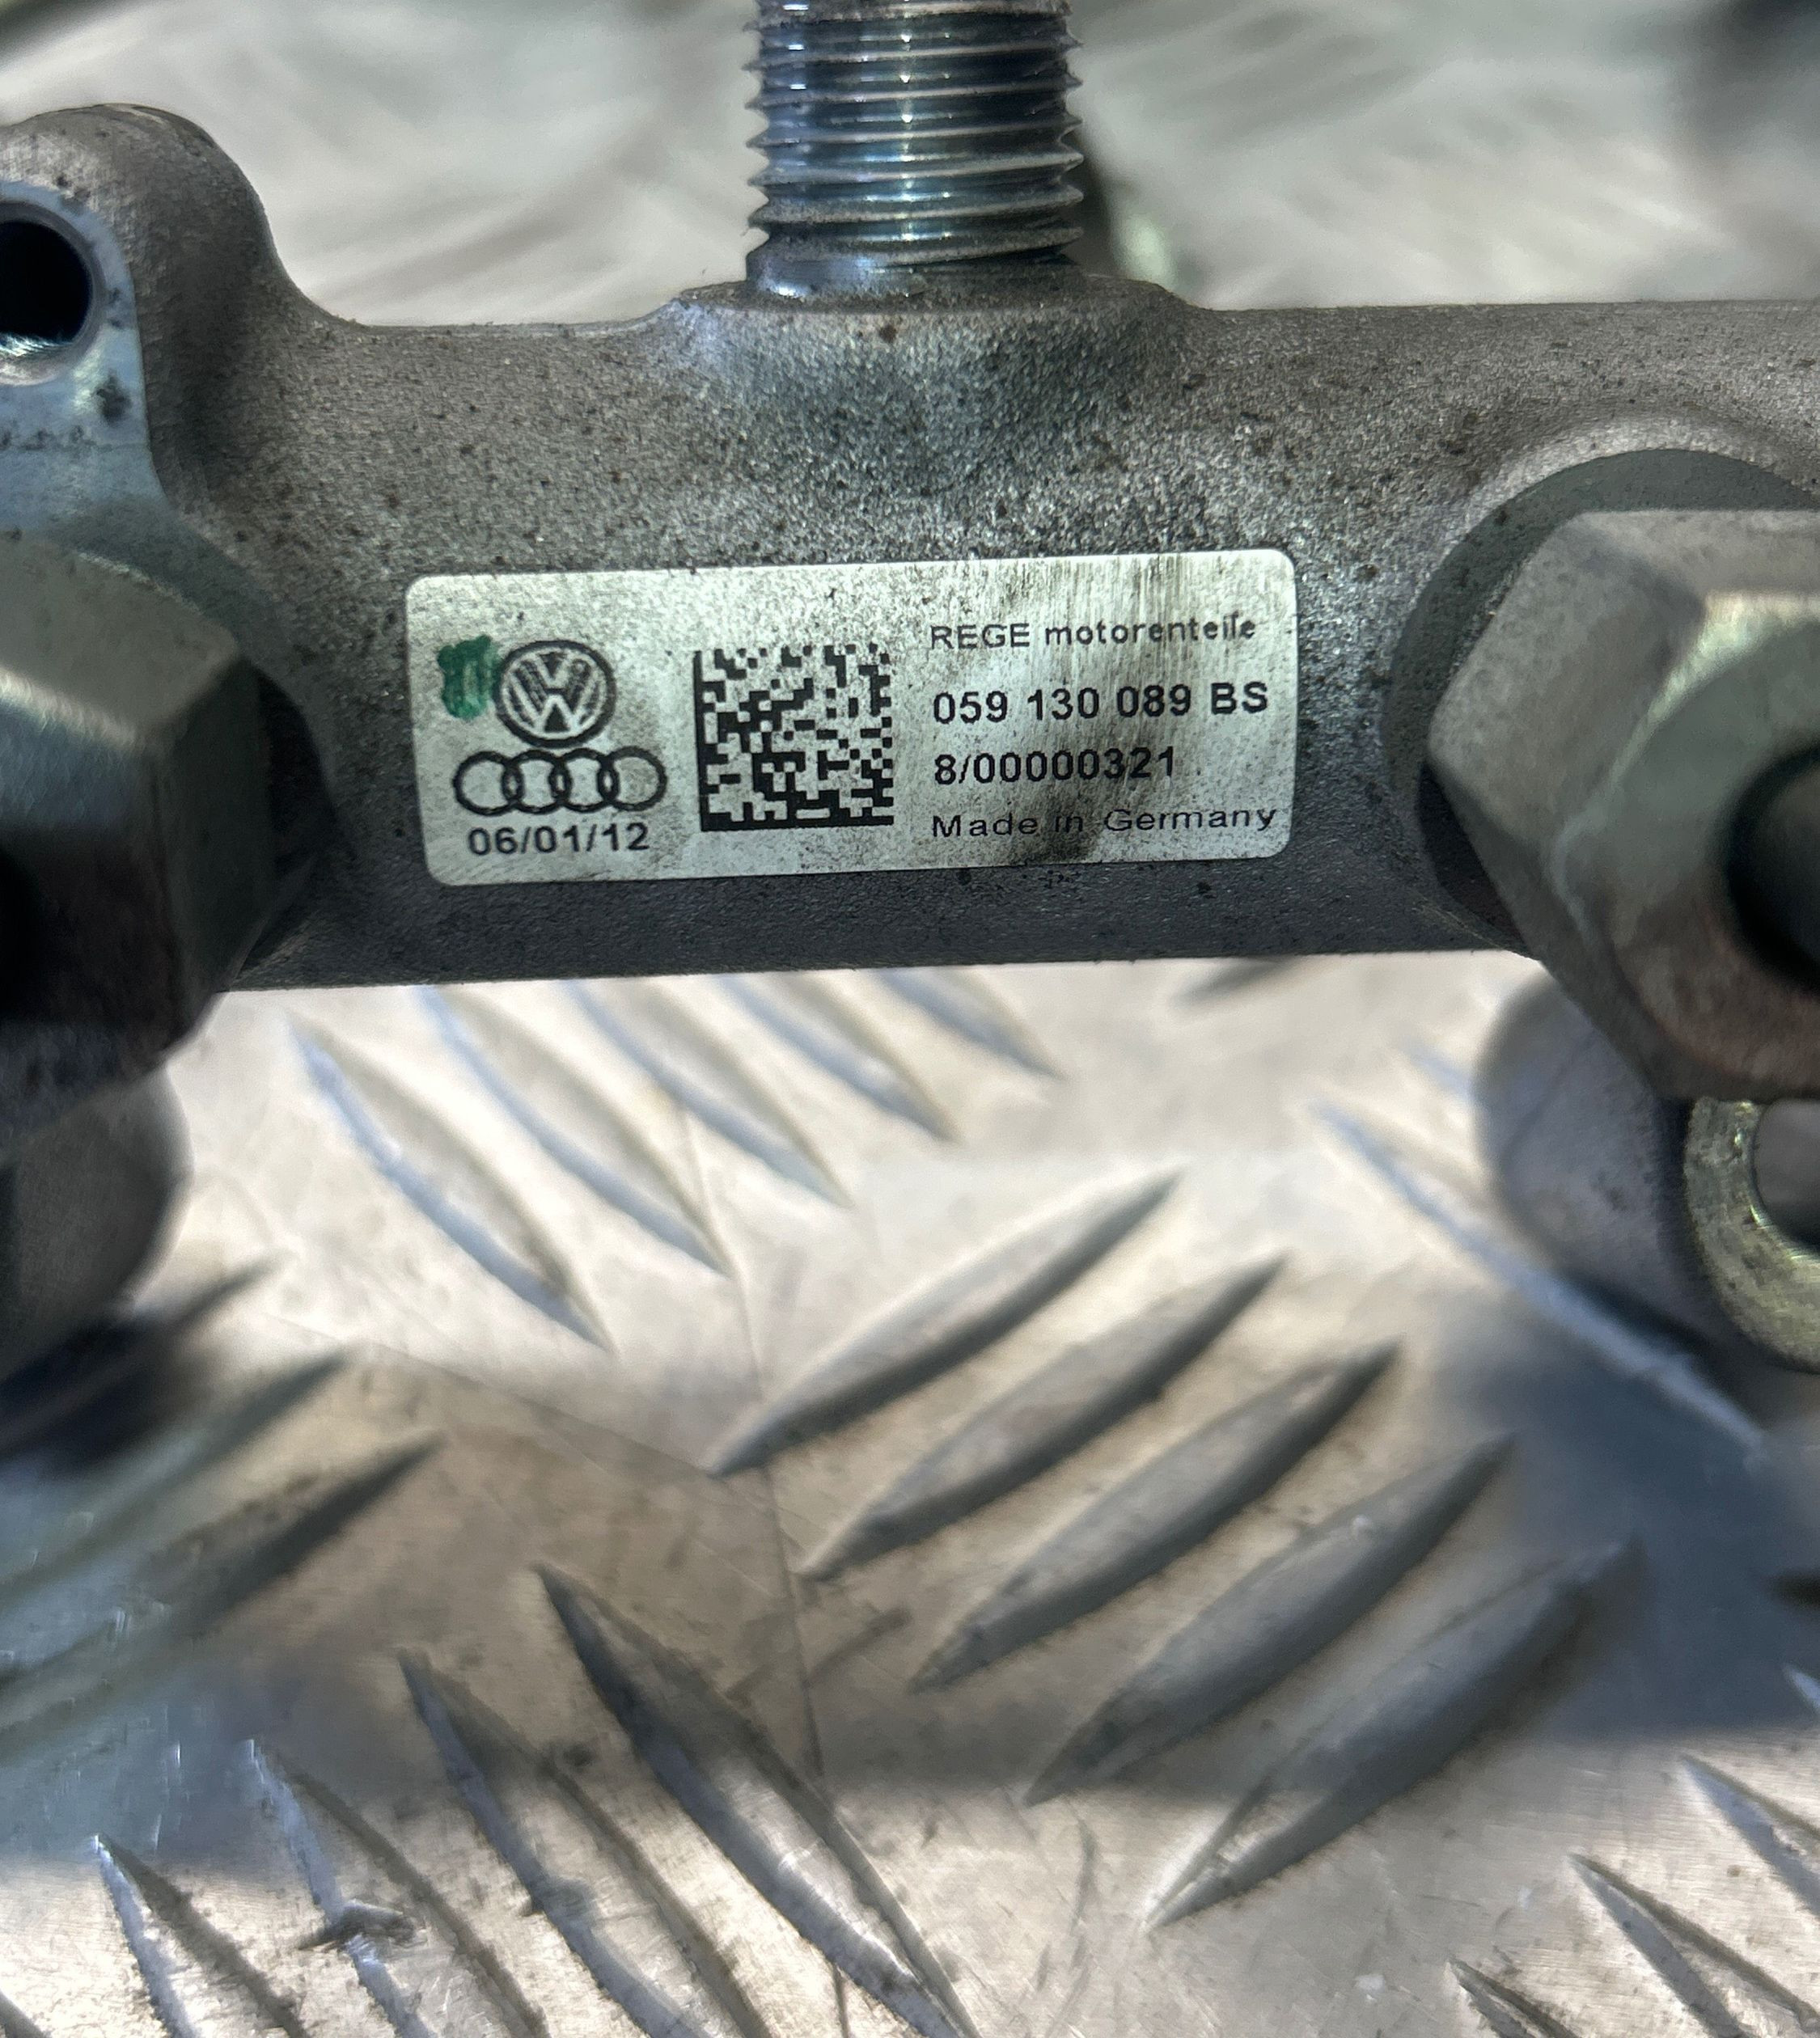 06/01/12
REGE motorenteile
059 130 089 BS
8/00000321
Made in Germany